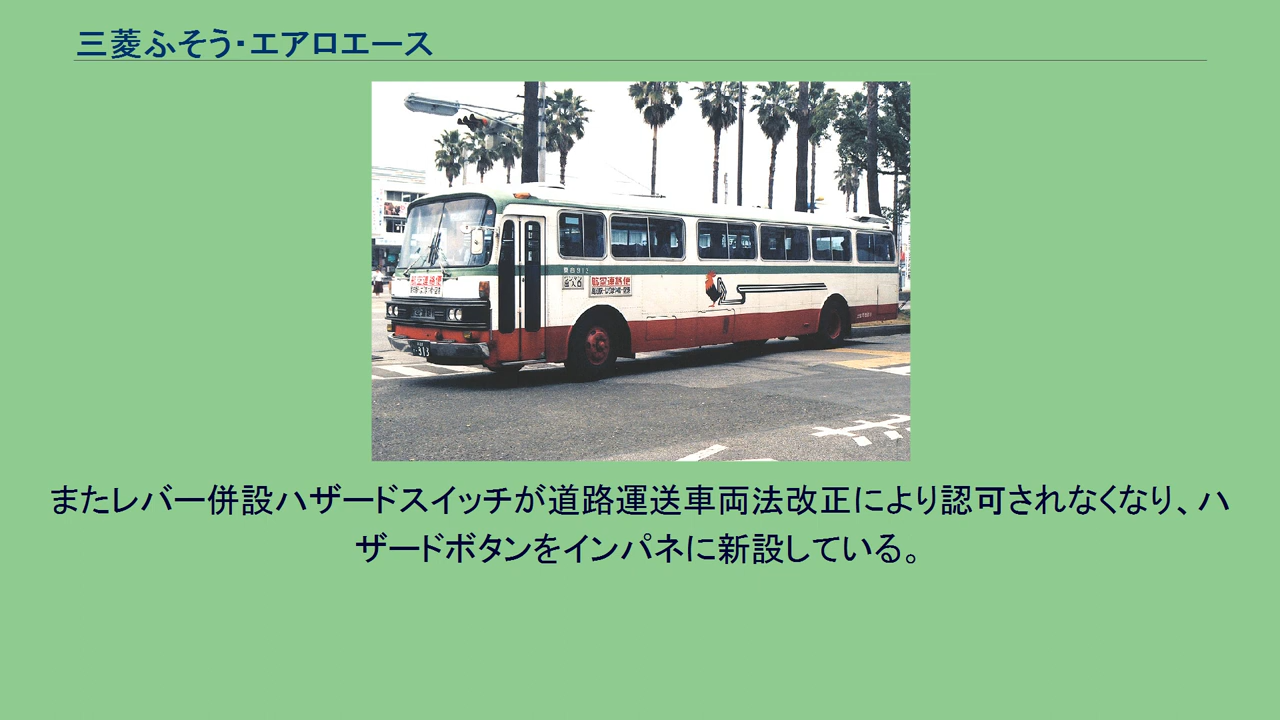 三菱ふそう・エアロエース
またレバー併設ハザードスイッチが道路運送車両法改正により認可されなくなり、ハ
ザードボタンをインパネに新設している。